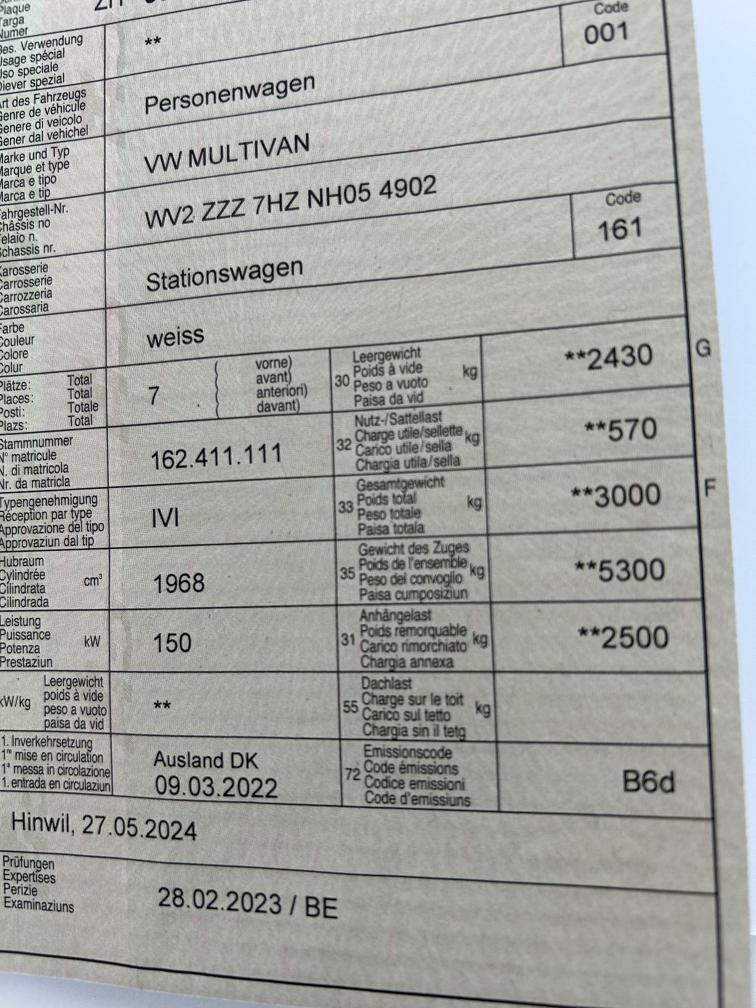 Plaque
Targa
Numer
Code
001
Bes. Verwendung
Usage spécial
Uso speciale
Diever spezial
**
Art des Fahrzeugs
Genre de véhicule
Genere di veicolo
Gener dal vehichel
Personenwagen
Marke und Typ
Marque et type
Marca e tipo
Marca e tip
VW MULTIVAN
Fahrgestell-Nr.
Châssis no
Telaio n.
Schassis nr.
WV2 ZZZ 7HZ NH05 4902
Code
161
Karosserie
Carrosserie
Carrozzeria
Carossaria
Stationswagen
Farbe
Couleur
Colore
Colur
weiss
Plätze: Total
Places: Total
Posti: Totale
Plazs: Total
7
vorne)
avant)
anteriori)
davant)
30 Leergewicht
Poids à vide
Peso a vuoto
Paisa da vid
kg
**2430
G
Stammnummer
N° matricule
N. di matricola
Nr. da matricla
162.411.111
32 Nutz-/Sattellast
Charge utile/sellette
Carico utile/sella
Chargia utila/sella
kg
**570
Typengenehmigung
Réception par type
Approvazione del tipo
Approvaziun dal tip
IVI
33 Gesamtgewicht
Poids total
Peso totale
Paisa totala
kg
**3000
F
Hubraum
Cylindrée
Cilindrata
Cilindrada
cm³
1968
35 Gewicht des Zuges
Poids de l'ensemble
Peso del convoglio
Paisa cumposiziun
kg
**5300
Leistung
Puissance
Potenza
Prestaziun
kW
150
31 Anhängelast
Poids remorquable
Carico rimorchiato
Chargia annexa
kg
**2500
kW/kg
Leergewicht
poids à vide
peso a vuoto
paisa da vid
**
55 Dachlast
Charge sur le toit
Carico sul tetto
Chargia sin il tetg
kg
1. Inverkehrsetzung
1re mise en circulation
1a messa in circolazione
1. entrada en circulaziun
Ausland DK
09.03.2022
72 Emissionscode
Code émissions
Codice emissioni
Code d'emissiuns
B6d
Hinwil, 27.05.2024
Prüfungen
Expertises
Perizie
Examinaziuns
28.02.2023 / BE